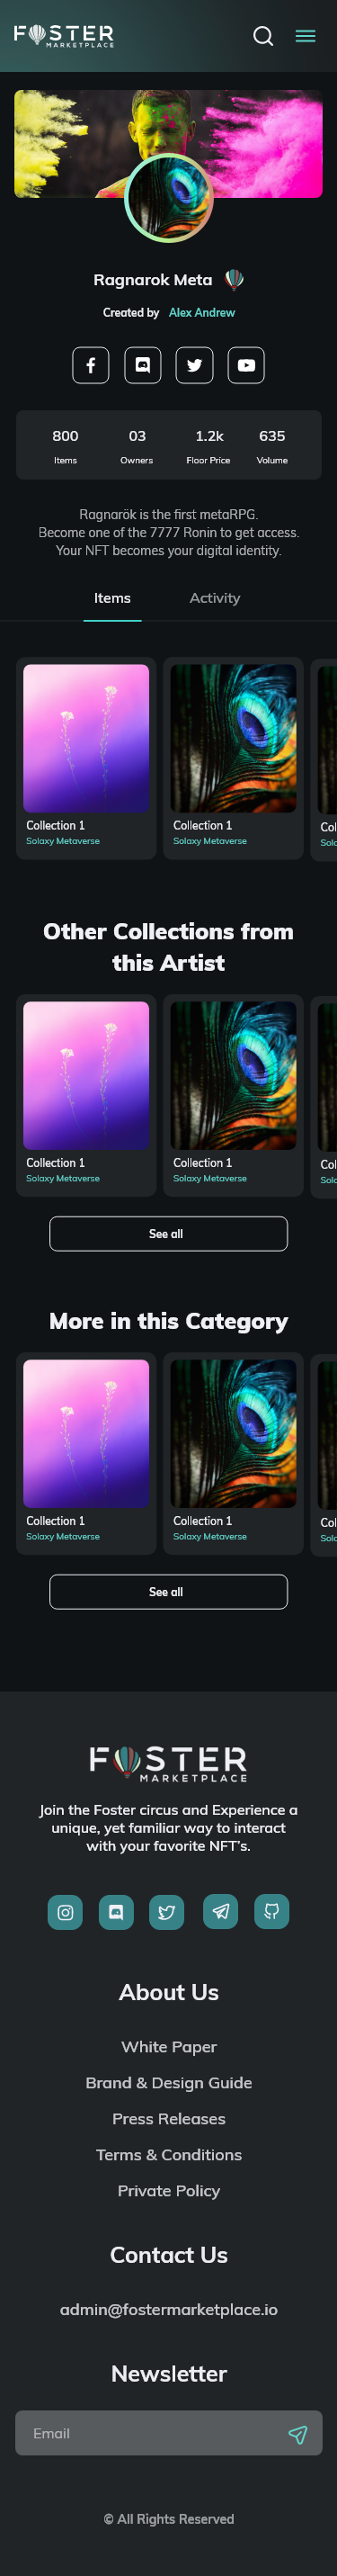 FOSTER
MARKETPLACE
Ragnarok Meta
Created by Alex Andrew
800 03 1.2k 635
Items Owners Floor Price Volume
Ragnarök is the first metaRPG.
Become one of the 7777 Ronin to get access.
Your NFT becomes your digital identity.
Items Activity
Collection 1 Collection 1 Col
Solaxy Metaverse Solaxy Metaverse Sola
Other Collections from
this Artist
Collection 1 Collection 1 Col
Solaxy Metaverse Solaxy Metaverse Sola
See all
More in this Category
Collection 1 Collection 1 Col
Solaxy Metaverse Solaxy Metaverse Sola
See all
FOSTER
MARKETPLACE
Join the Foster circus and Experience a
unique, yet familiar way to interact
with your favorite NFT's.
About Us
White Paper
Brand & Design Guide
Press Releases
Terms & Conditions
Private Policy
Contact Us
admin@fostermarketplace.io
Newsletter
Email
© All Rights Reserved